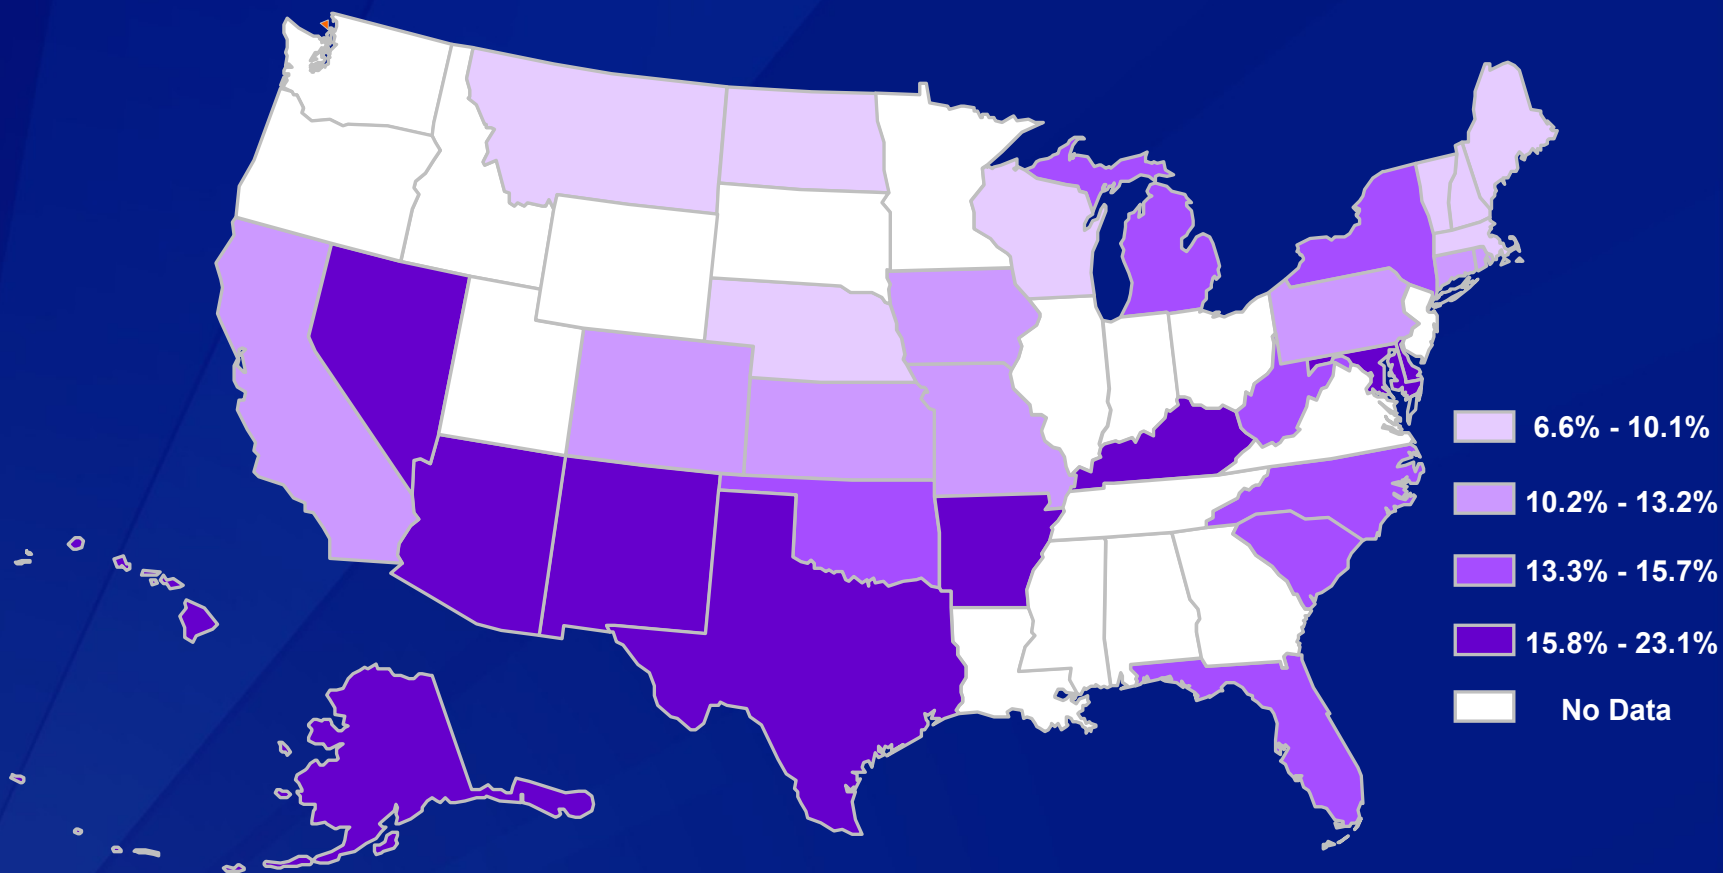 6.6% - 10.1%
10.2% - 13.2%
13.3% - 15.7%
15.8% - 23.1%
No Data